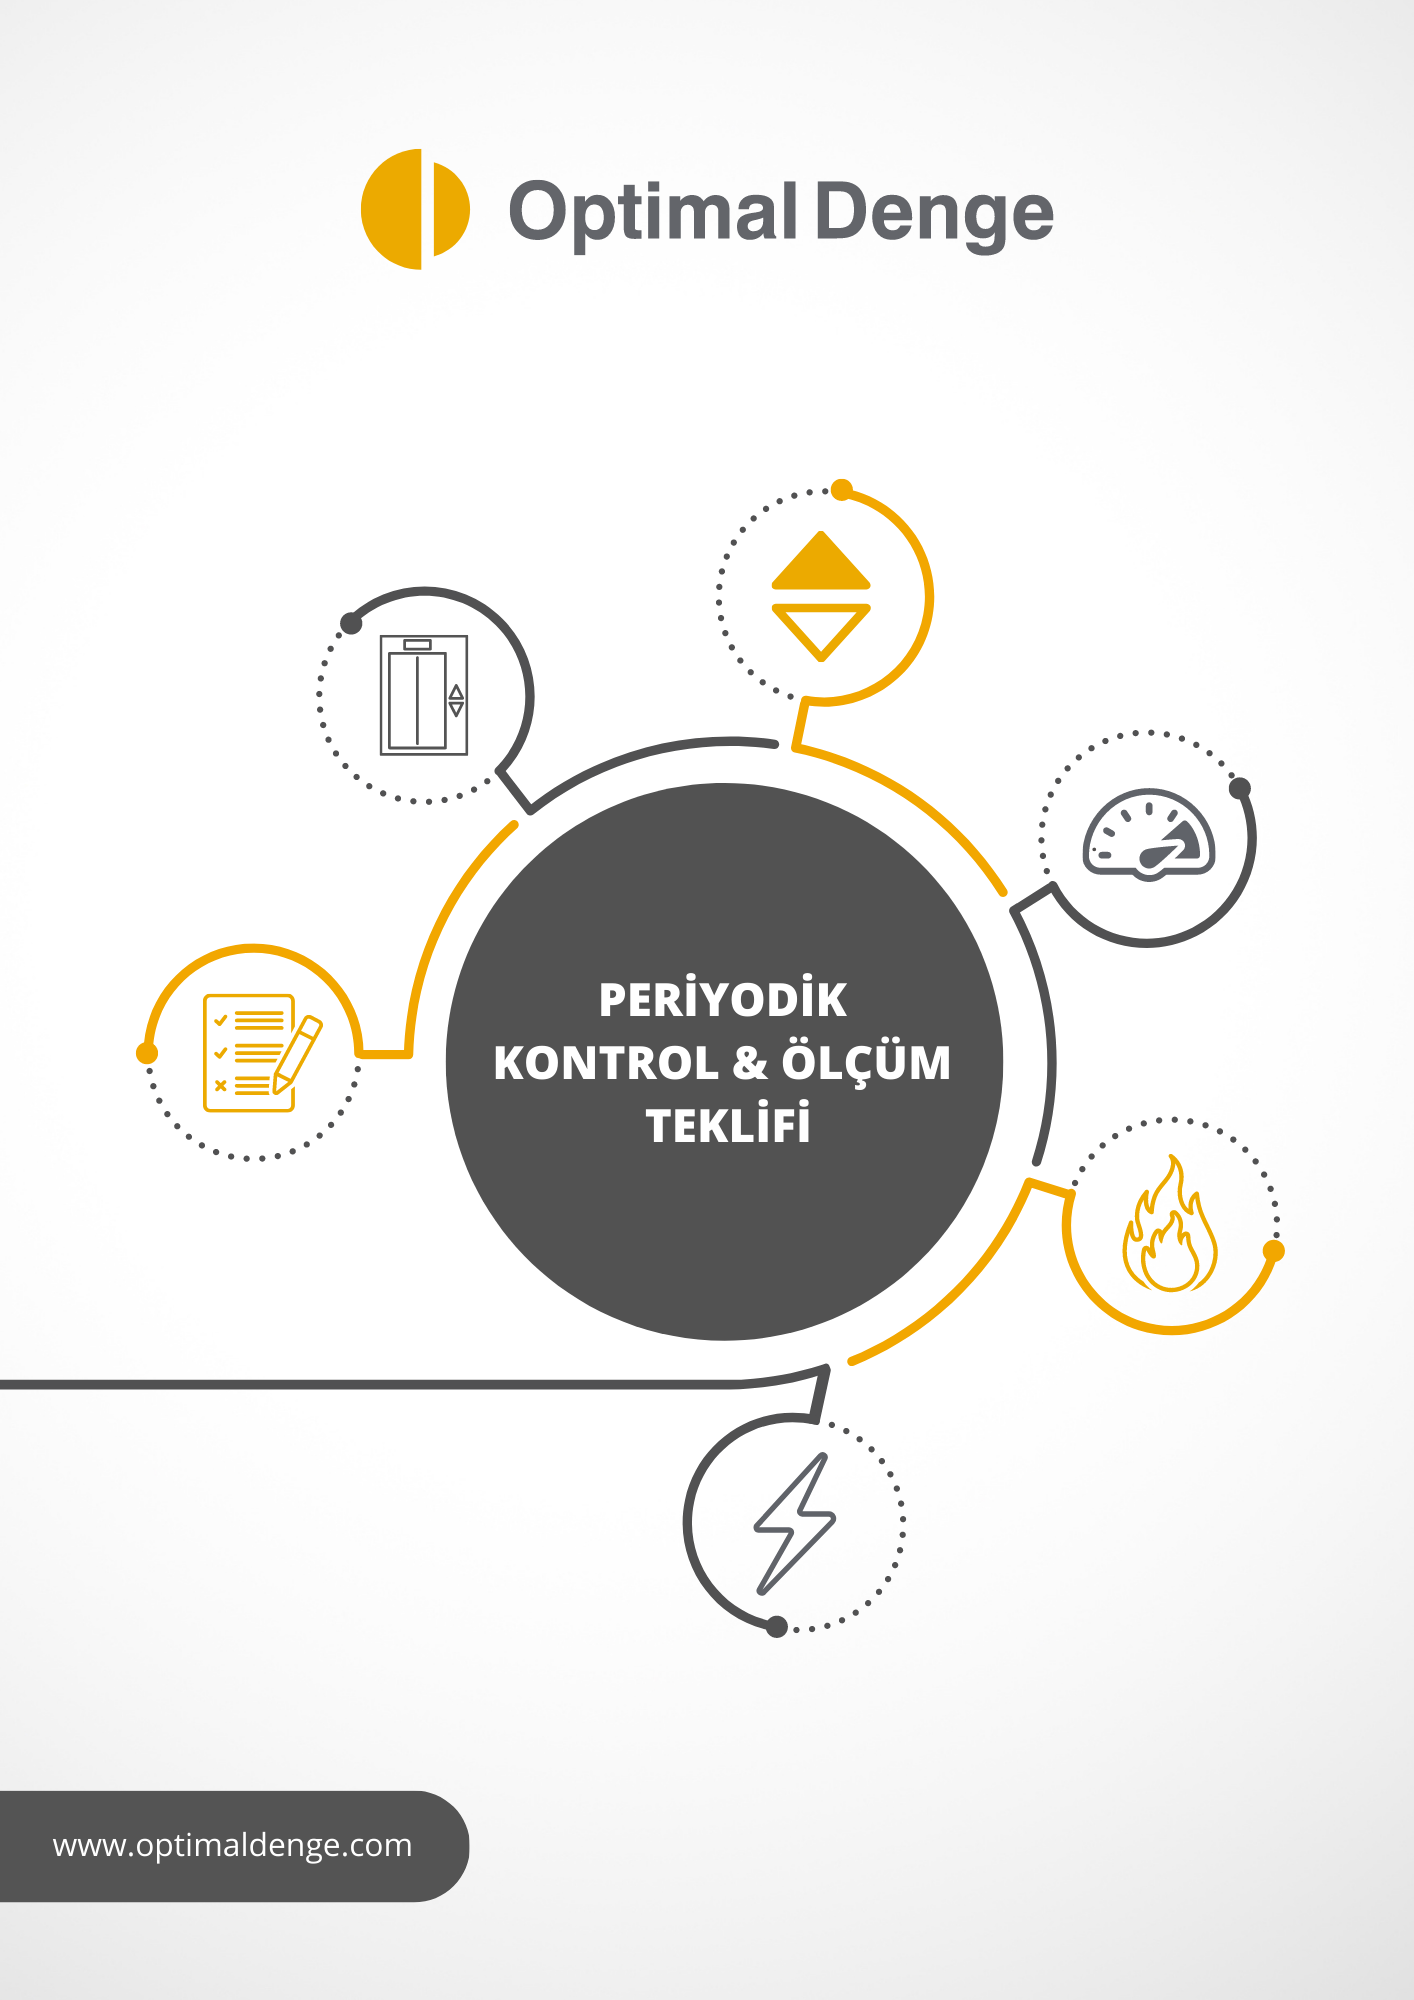 Optimal Denge
PERİYODİK
KONTROL & ÖLÇÜM
TEKLİFİ
www.optimaldenge.com